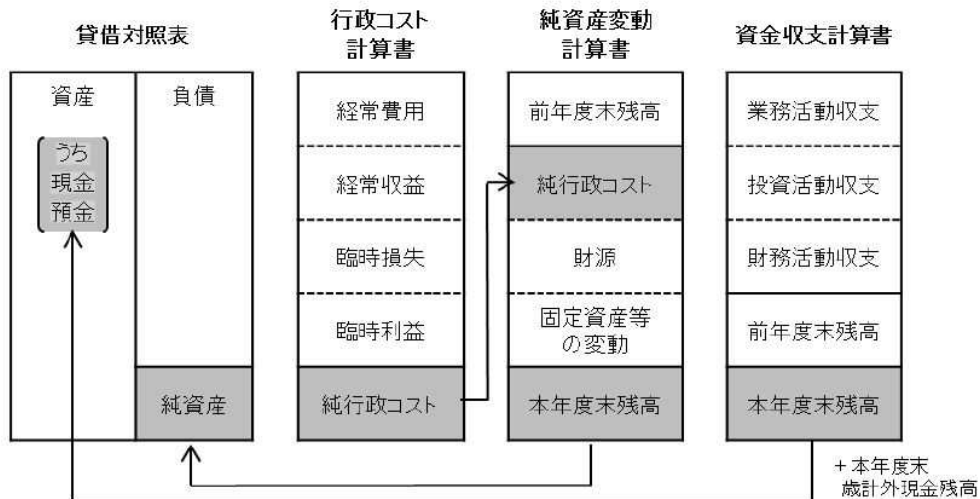 貸借対照表
資産
うち
現金
預金
負債
純資産
行政コスト
計算書
経常費用
経常収益
臨時損失
臨時利益
純行政コスト
純資産変動
計算書
前年度末残高
純行政コスト
財源
固定資産等
の変動
本年度末残高
資金収支計算書
業務活動収支
投資活動収支
財務活動収支
前年度末残高
本年度末残高
+本年度末
歳計外現金残高